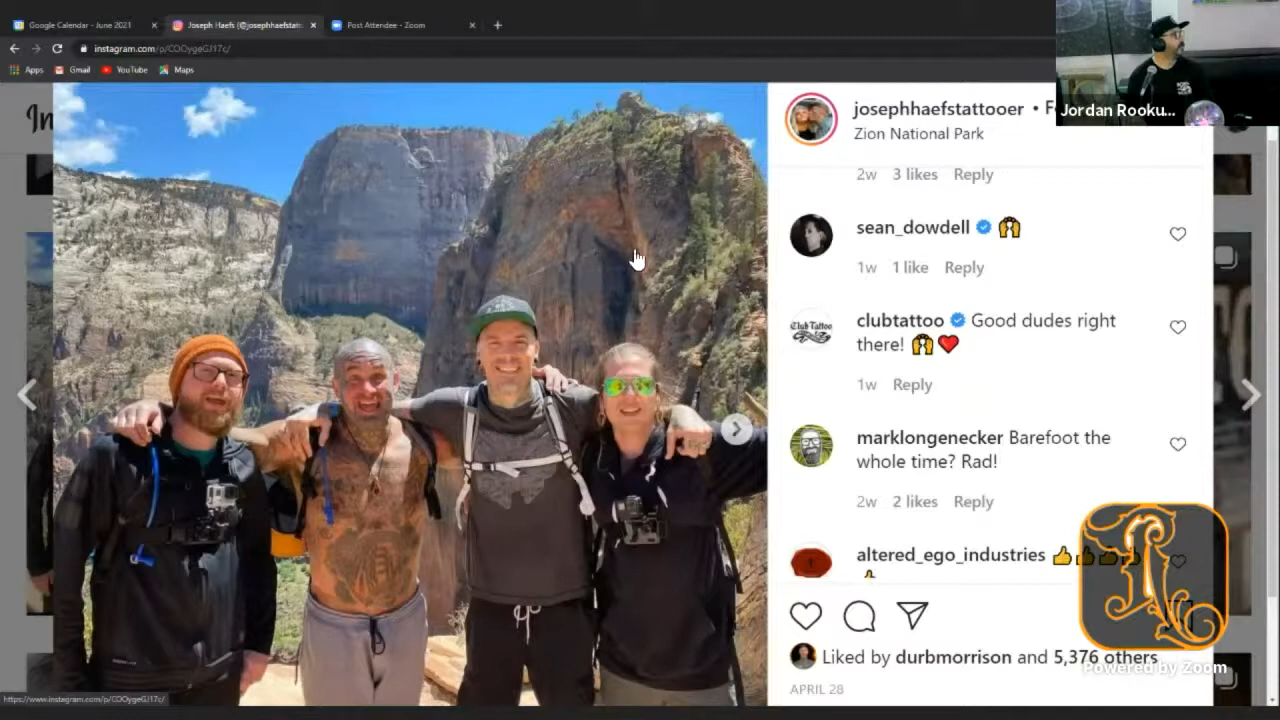 Google Calendar - June 2021
Joseph Haefs (@josephhaefstatt
Post Attendee - Zoom
instagram.com/p/COOygeGJ17c/
Apps
Gmail
YouTube
Maps
Jordan Rooku...
In
josephhaefstattooer • F
Zion National Park
2w 3 likes Reply
sean_dowdell 🙌
1w 1 like Reply
clubtattoo Good dudes right
there! 🙌❤️
1w Reply
Club Tattoo
marklongenecker Barefoot the
whole time? Rad!
2w 2 likes Reply
altered_ego_industries 👍👍👍👍
👍
Liked by durbmorrison and 5,376 others
Powered by Zoom
APRIL 28
https://www.instagram.com/p/COOygeGJ17c/